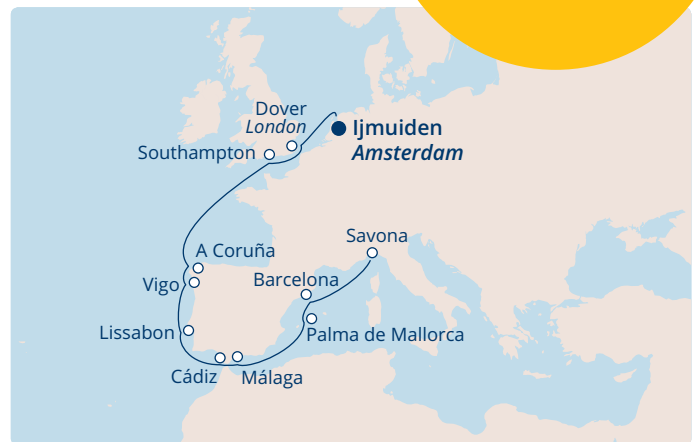 Dover
London
Ijmuiden
Amsterdam
Southampton
Savona
A Coruña
Vigo
Barcelona
Lissabon
Palma de Mallorca
Cádiz
Málaga